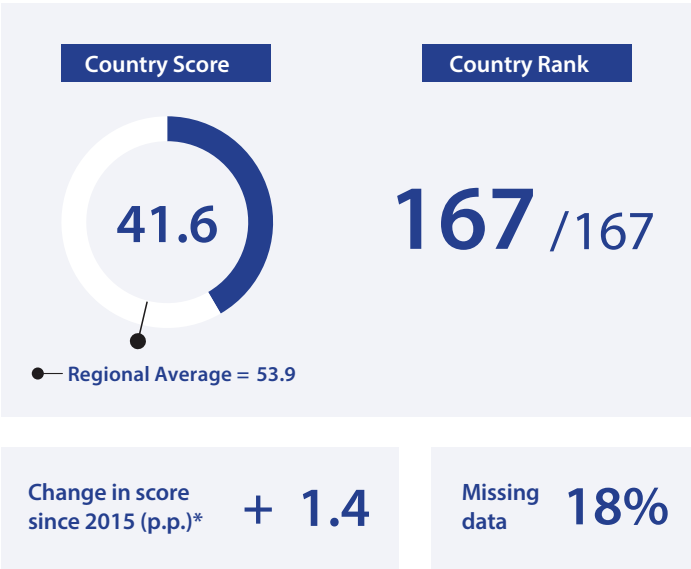 Country Score
Country Rank
41.6
167 /167
Regional Average = 53.9
Change in score
since 2015 (p.p.)*
+ 1.4
Missing
data
18%